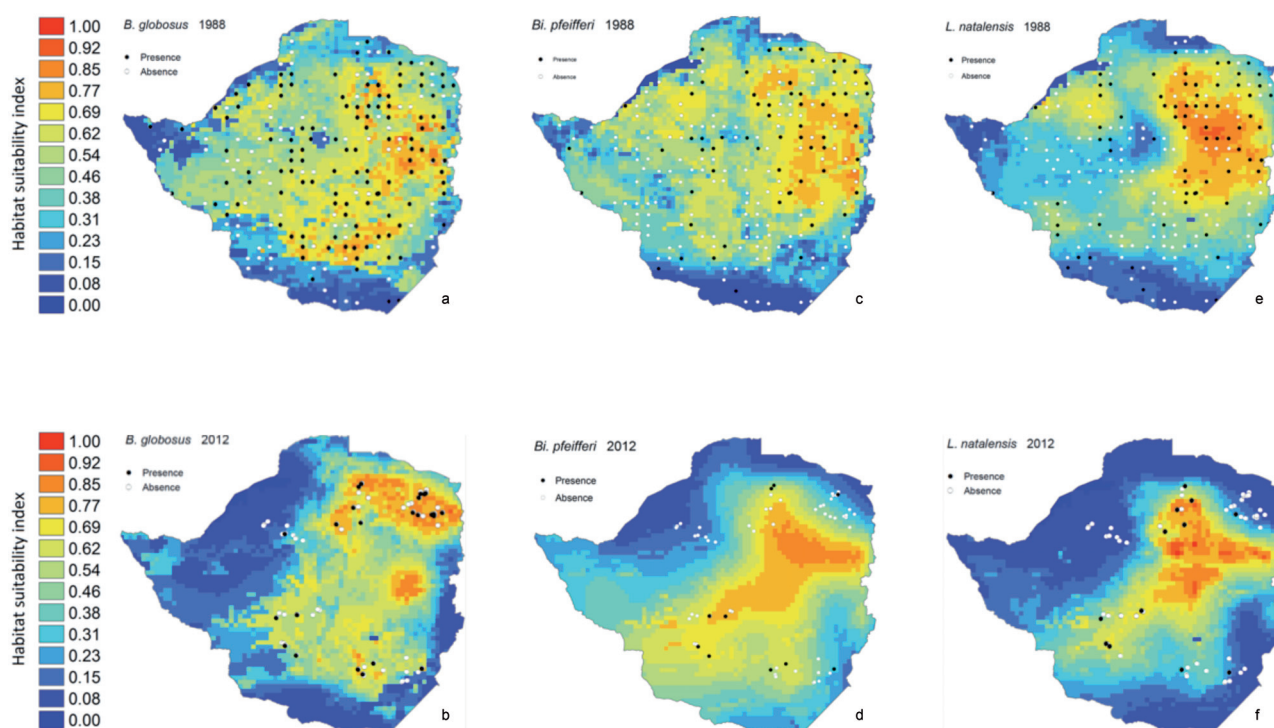 Habitat suitability index
1.00
0.92
0.85
0.77
0.69
0.62
0.54
0.46
0.38
0.31
0.23
0.15
0.08
0.00
B. globosus 1988
Presence
Absence
a
Bi. pfeifferi 1988
Presence
Absence
c
L. natalensis 1988
Presence
Absence
e
Habitat suitability index
1.00
0.92
0.85
0.77
0.69
0.62
0.54
0.46
0.38
0.31
0.23
0.15
0.08
0.00
B. globosus 2012
Presence
Absence
b
Bi. pfeifferi 2012
Presence
Absence
d
L. natalensis 2012
Presence
Absence
f